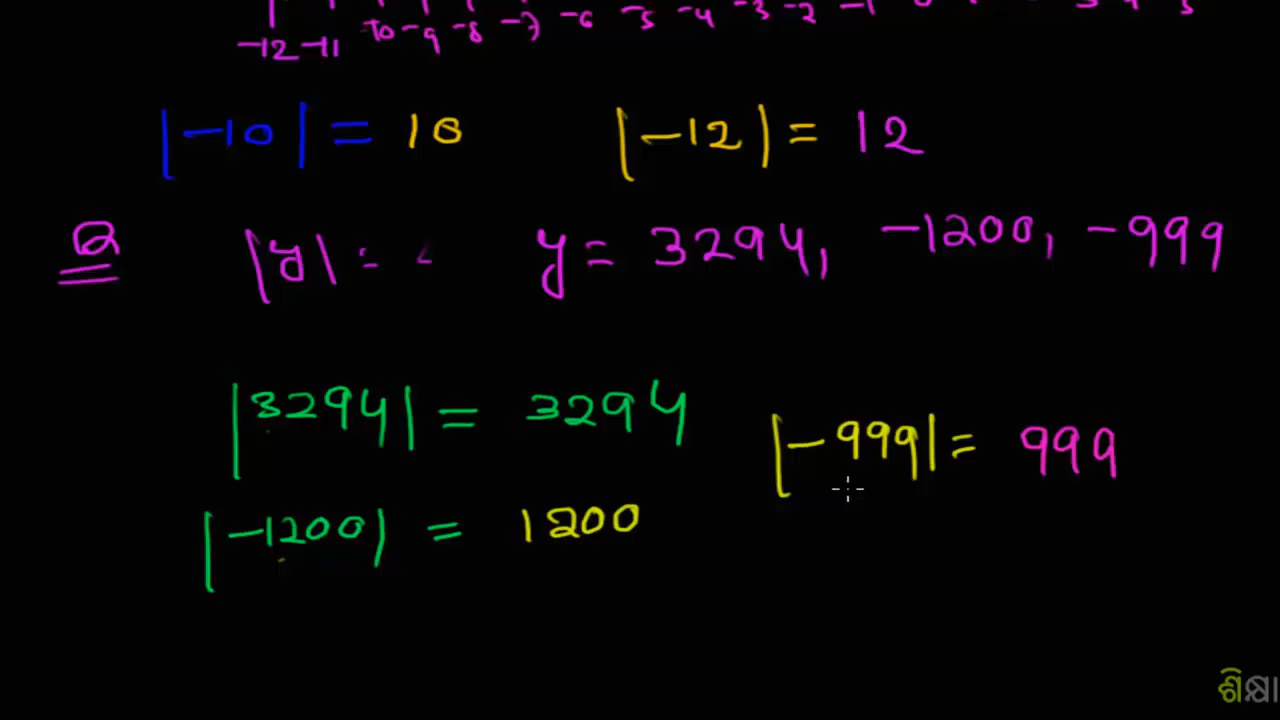 -12 -11 -10 -9 -8 -7 -6 -5 -4 -3 -2 -1
|-10| = 10 |-12| = 12
Q |y| = y = 3294, -1200, -999
|3294| = 3294
|-999| = 999
|-1200| = 1200
ଶିକ୍ଷା